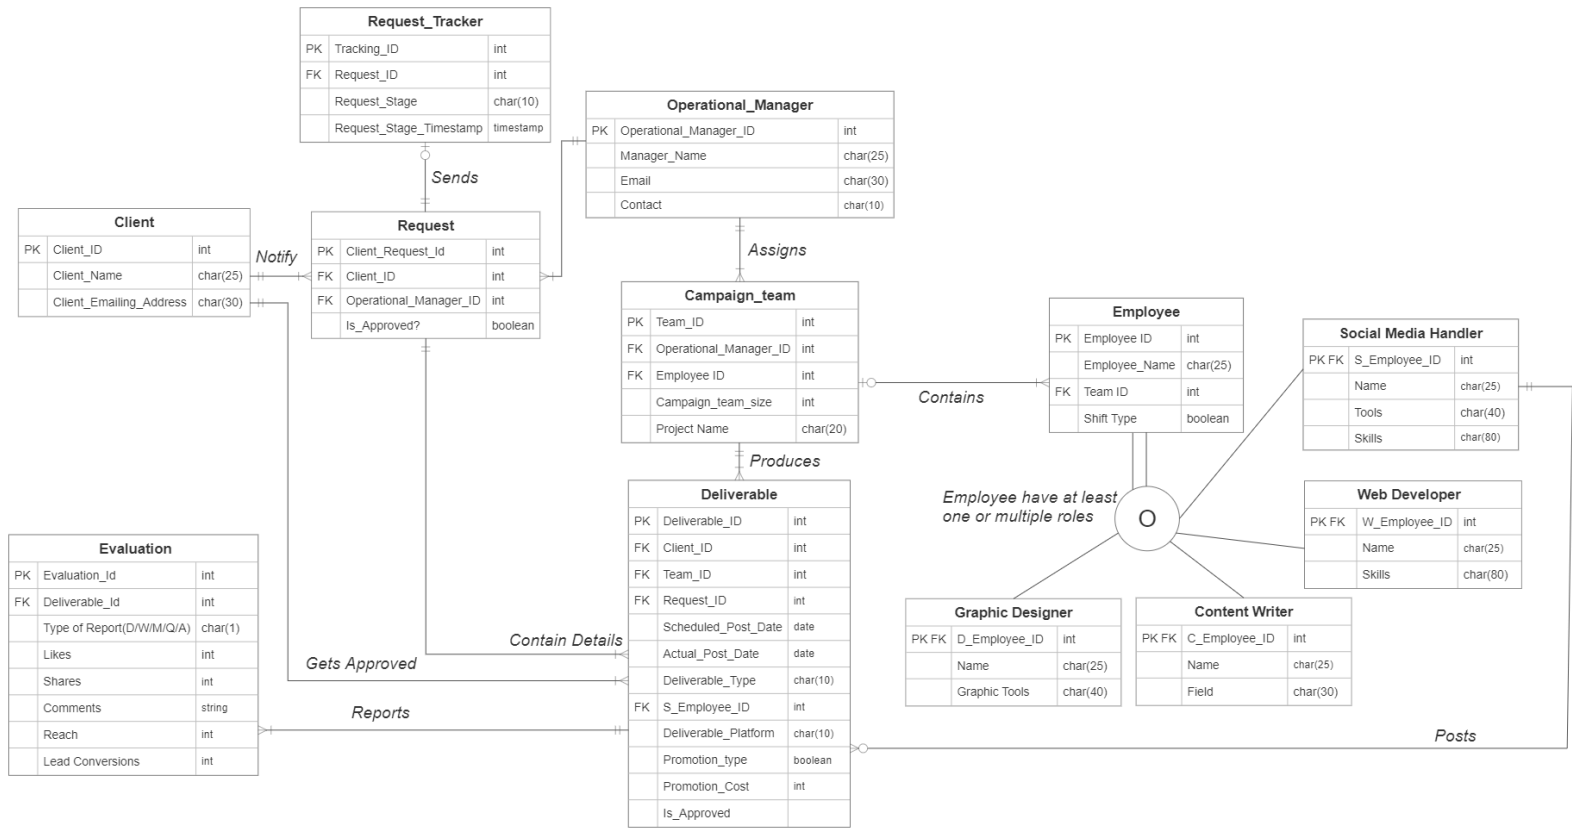 Request_Tracker
PK Tracking_ID int
FK Request_ID int
Request_Stage char(10)
Request_Stage_Timestamp timestamp
Sends
Operational_Manager
PK Operational_Manager_ID int
Manager_Name char(25)
Email char(30)
Contact char(10)
Assigns
Client
PK Client_ID int
Client_Name char(25)
Client_Emailing_Address char(30)
Notify
Request
PK Client_Request_Id int
FK Client_ID int
FK Operational_Manager_ID int
Is_Approved? boolean
Campaign_team
PK Team_ID int
FK Operational_Manager_ID int
FK Employee ID int
Campaign_team_size int
Project Name char(20)
Contains
Produces
Employee
PK Employee ID int
Employee_Name char(25)
FK Team ID int
Shift Type boolean
Social Media Handler
PK FK S_Employee_ID int
Name char(25)
Tools char(40)
Skills char(80)
Employee have at least
one or multiple roles
O
Web Developer
PK FK W_Employee_ID int
Name char(25)
Skills char(80)
Graphic Designer
PK FK D_Employee_ID int
Name char(25)
Graphic Tools char(40)
Content Writer
PK FK C_Employee_ID int
Name char(25)
Field char(30)
Deliverable
PK Deliverable_ID int
FK Client_ID int
FK Team_ID int
FK Request_ID int
Scheduled_Post_Date date
Actual_Post_Date date
Deliverable_Type char(10)
FK S_Employee_ID int
Deliverable_Platform char(10)
Promotion_type boolean
Promotion_Cost int
Is_Approved
Contain Details
Gets Approved
Reports
Posts
Evaluation
PK Evaluation_Id int
FK Deliverable_Id int
Type of Report(D/W/M/Q/A) char(1)
Likes int
Shares int
Comments string
Reach int
Lead Conversions int